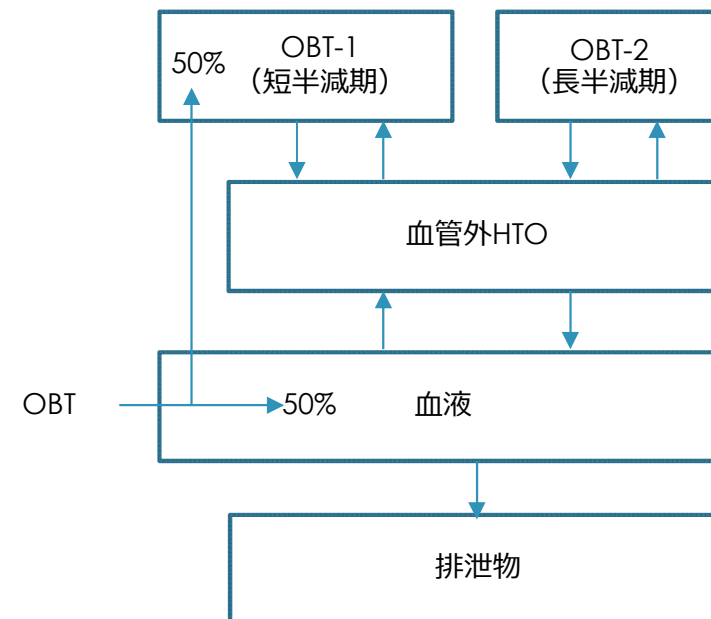 OBT-1
50%
（短半減期）
OBT-2
（長半減期）
血管外HTO
OBT
50%
血液
排泄物